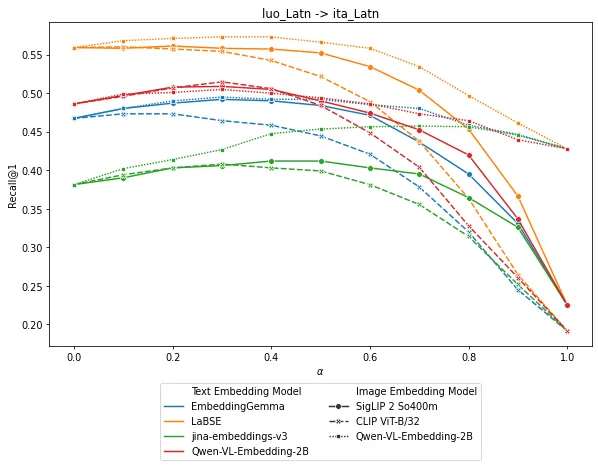 luo_Latn -> ita_Latn
Recall@1
0.55
0.50
0.45
0.40
0.35
0.30
0.25
0.20
0.0 0.2 0.4 0.6 0.8 1.0
α
Text Embedding Model Image Embedding Model
EmbeddingGemma SigLIP 2 So400m
LaBSE CLIP ViT-B/32
jina-embeddings-v3 Qwen-VL-Embedding-2B
Qwen-VL-Embedding-2B